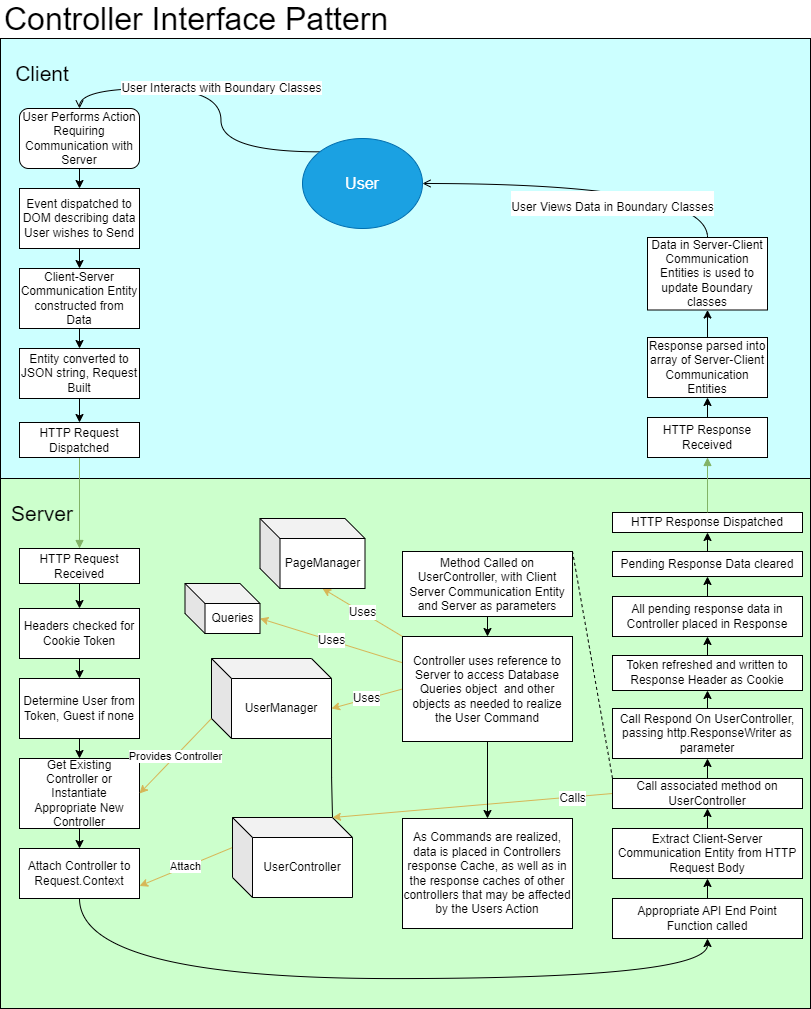 Controller Interface Pattern
Client
User Interacts with Boundary Classes
User Performs Action
Requiring
Communication with
Server
Event dispatched to
DOM describing data
User wishes to Send
Client-Server
Communication Entity
constructed from
Data
Entity converted to
JSON string, Request
Built
HTTP Request
Dispatched
User
User Views Data in Boundary Classes
Data in Server-Client
Communication
Entities is used to
update Boundary
classes
Response parsed into
array of Server-Client
Communication
Entities
HTTP Response
Received
Server
HTTP Request
Received
Headers checked for
Cookie Token
Determine User from
Token, Guest if none
Get Existing
Controller or
Instantiate
Appropriate New
Controller
Attach Controller to
Request.Context
PageManager
Queries
UserManager
UserController
Uses
Uses
Uses
Provides Controller
Attach
Calls
Method Called on
UserController, with Client
Server Communication Entity
and Server as parameters
Controller uses reference to
Server to access Database
Queries object and other
objects as needed to realize
the User Command
As Commands are realized,
data is placed in Controllers
response Cache, as well as in
the response caches of other
controllers that may be affected
by the Users Action
HTTP Response Dispatched
Pending Response Data cleared
All pending response data in
Controller placed in Response
Token refreshed and written to
Response Header as Cookie
Call Respond On UserController,
passing http.ResponseWriter as
parameter
Call associated method on
UserController
Extract Client-Server
Communication Entity from HTTP
Request Body
Appropriate API End Point
Function called